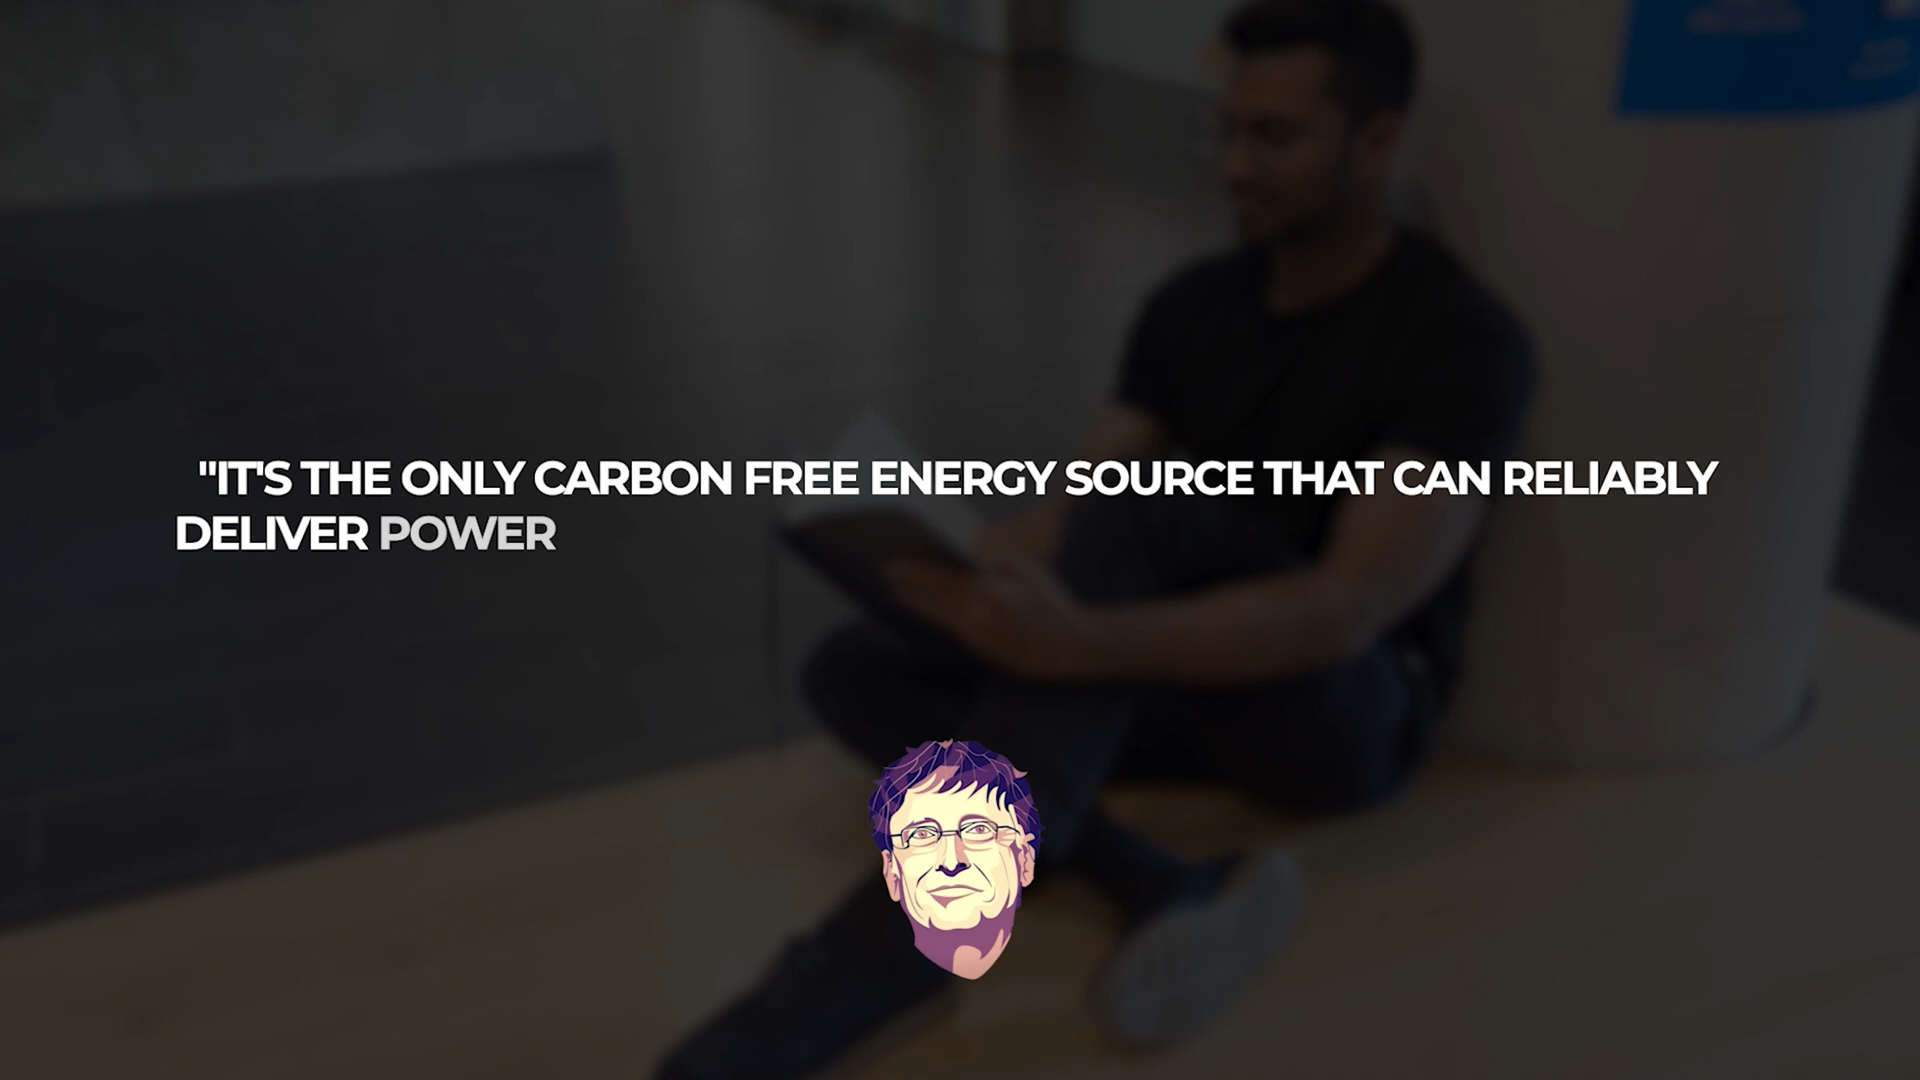 "IT'S THE ONLY CARBON FREE ENERGY SOURCE THAT CAN RELIABLY
DELIVER POWER